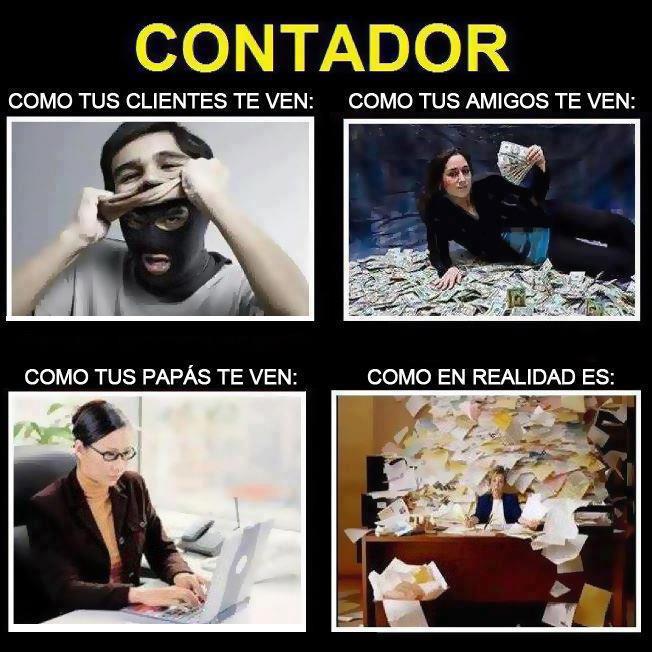 CONTADOR
COMO TUS CLIENTES TE VEN:
COMO TUS AMIGOS TE VEN:
COMO TUS PAPÁS TE VEN:
COMO EN REALIDAD ES: